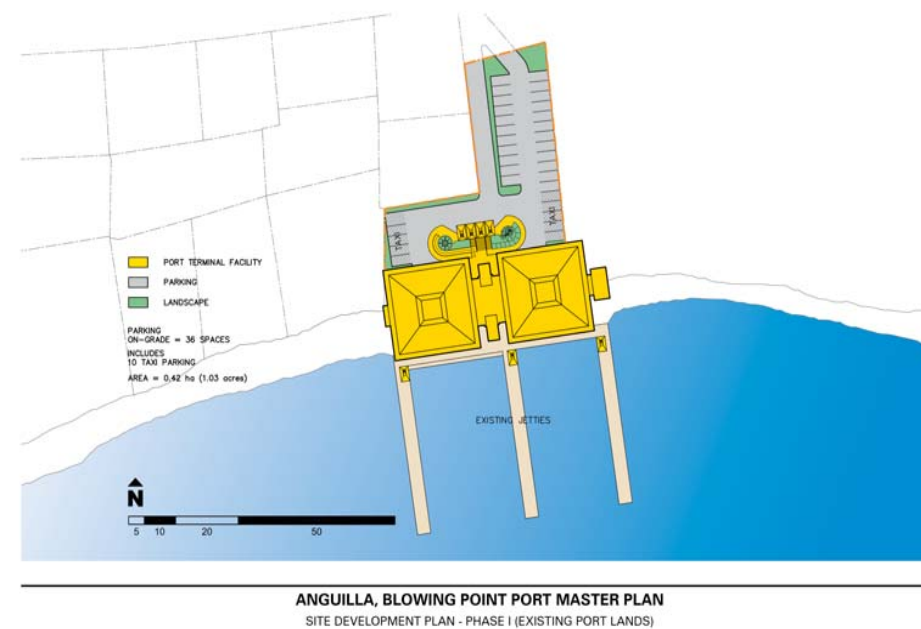 TAXI
TAXI
PORT TERMINAL FACILITY
PARKING
LANDSCAPE
PARKING
ON-GRADE = 36 SPACES
INCLUDES
10 TAXI PARKING
AREA = 0.42 ha (1.03 acres)
EXISTING JETTIES
N
5 10 20 50
ANGUILLA, BLOWING POINT PORT MASTER PLAN
SITE DEVELOPMENT PLAN - PHASE I (EXISTING PORT LANDS)